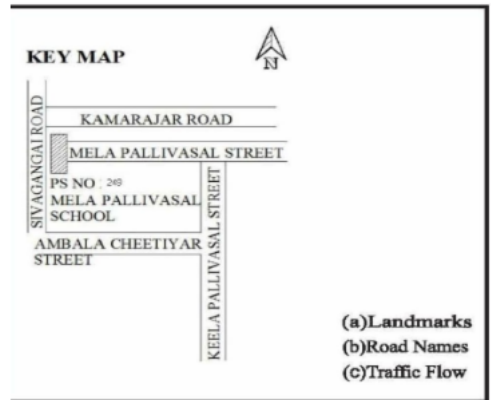 KEY MAP
N
KAMARAJAR ROAD
SIVAGANGAI ROAD
MELA PALLIVASAL STREET
PS NO : 249
MELA PALLIVASAL
SCHOOL
AMBALA CHEETIYAR
STREET
KEELA PALLIVASAL STREET
(a)Landmarks
(b)Road Names
(c)Traffic Flow